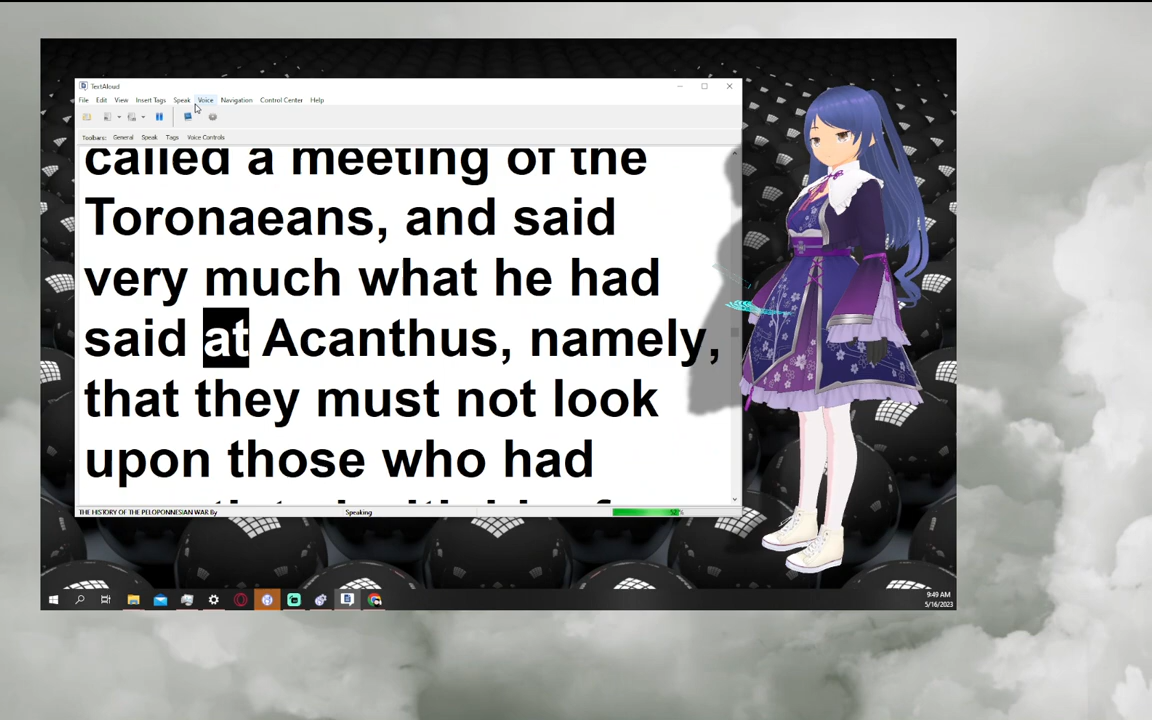 TextAloud
File Edit View Insert Tags Speak Voice Navigation Control Center Help
Toolbars: General Speak Tags Voice Controls
called a meeting of the
Toronaeans, and said
very much what he had
said at Acanthus, namely,
that they must not look
upon those who had
THE HISTORY OF THE PELOPONNESIAN WAR By Speaking
9:49 AM
5/16/2023